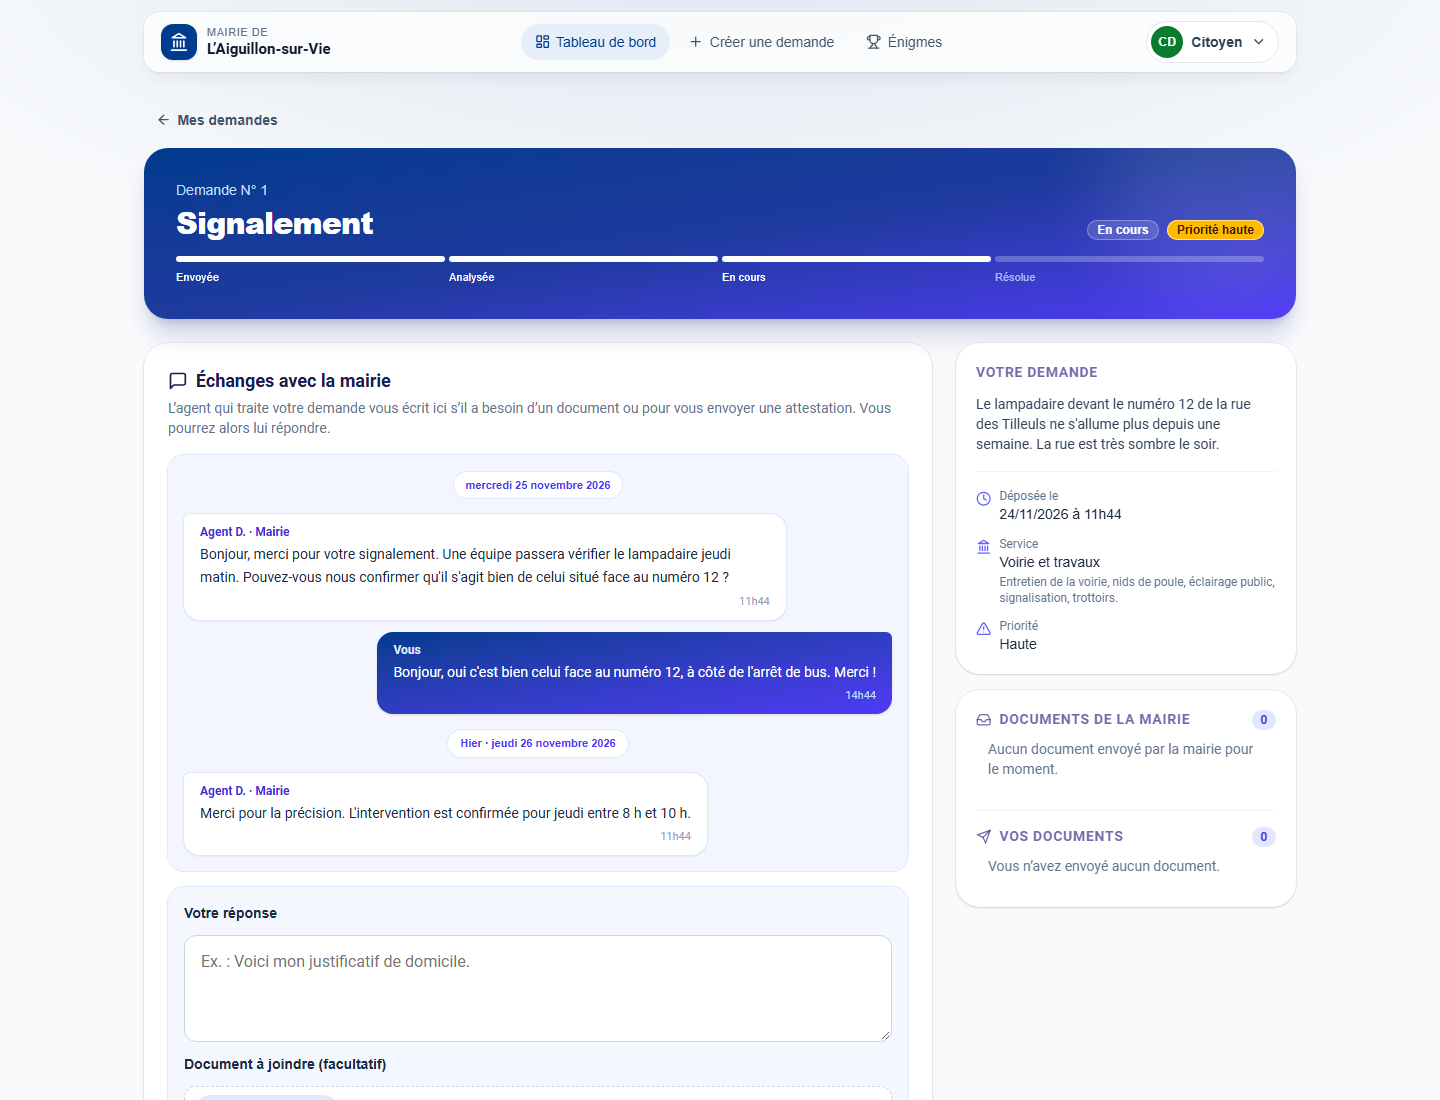 MAIRIE DE
L'Aiguillon-sur-Vie
Tableau de bord
Créer une demande
Énigmes
CD
Citoyen
Mes demandes
Demande N° 1
Signalement
En cours
Priorité haute
Envoyée
Analysée
En cours
Résolue
Échanges avec la mairie
L’agent qui traite votre demande vous écrit ici s’il a besoin d’un document ou pour vous envoyer une attestation. Vous
pourrez alors lui répondre.
mercredi 25 novembre 2026
Agent D. · Mairie
Bonjour, merci pour votre signalement. Une équipe passera vérifier le lampadaire jeudi
matin. Pouvez-vous nous confirmer qu'il s'agit bien de celui situé face au numéro 12 ?
11h44
Vous
Bonjour, oui c'est bien celui face au numéro 12, à côté de l'arrêt de bus. Merci !
14h44
Hier · jeudi 26 novembre 2026
Agent D. · Mairie
Merci pour la précision. L'intervention est confirmée pour jeudi entre 8 h et 10 h.
11h44
Votre réponse
Ex. : Voici mon justificatif de domicile.
Document à joindre (facultatif)
VOTRE DEMANDE
Le lampadaire devant le numéro 12 de la rue
des Tilleuls ne s'allume plus depuis une
semaine. La rue est très sombre le soir.
Déposée le
24/11/2026 à 11h44
Service
Voirie et travaux
Entretien de la voirie, nids de poule, éclairage public,
signalisation, trottoirs.
Priorité
Haute
DOCUMENTS DE LA MAIRIE
0
Aucun document envoyé par la mairie pour
le moment.
VOS DOCUMENTS
0
Vous n’avez envoyé aucun document.